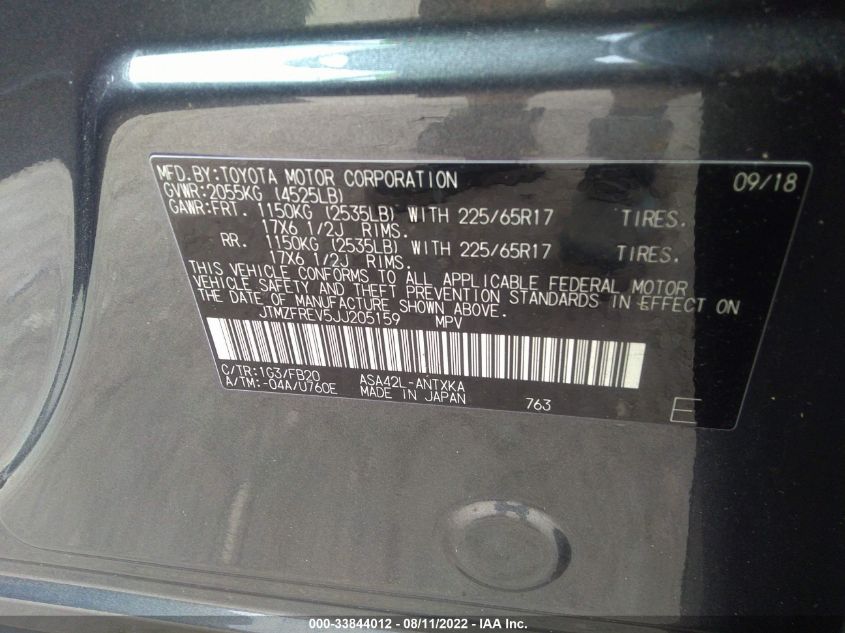 MFD.BY:TOYOTA MOTOR CORPORATION 09/18
GVWR:2055KG (4525LB)
GAWR:FRT. 1150KG (2535LB) WITH 225/65R17 TIRES.
17X6 1/2J RIMS.
RR. 1150KG (2535LB) WITH 225/65R17 TIRES.
17X6 1/2J RIMS.
THIS VEHICLE CONFORMS TO ALL APPLICABLE FEDERAL MOTOR
VEHICLE SAFETY AND THEFT PREVENTION STANDARDS IN EFFECT ON
THE DATE OF MANUFACTURE SHOWN ABOVE.
JTMZFREV5JJ205159 MPV
C/TR:1G3/FB20 ASA42L-ANTXKA
A/TM:-04A/U760E MADE IN JAPAN 763 E
000-33844012 - 08/11/2022 - IAA Inc.